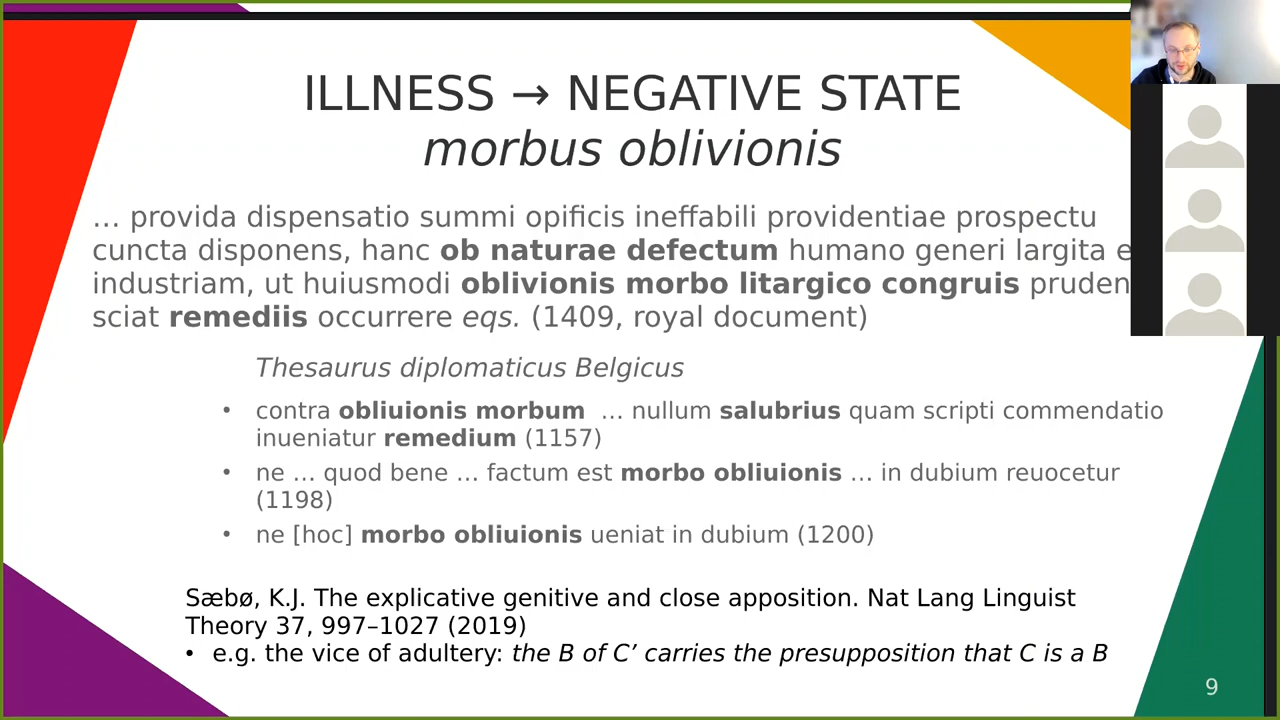 ILLNESS → NEGATIVE STATE
morbus oblivionis
… provida dispensatio summi opificis ineffabili providentiae prospectu
cuncta disponens, hanc ob naturae defectum humano generi largita
industriam, ut huiusmodi oblivionis morbo litargico congruis
sciat remediis occurrere eqs. (1409, royal document)
Thesaurus diplomaticus Belgicus
• contra obliuionis morbum … nullum salubrius quam scripti commendatio
inueniatur remedium (1157)
• ne … quod bene … factum est morbo obliuionis … in dubium reuocetur
(1198)
• ne [hoc] morbo obliuionis ueniat in dubium (1200)
Sæbø, K.J. The explicative genitive and close apposition. Nat Lang Linguist
Theory 37, 997–1027 (2019)
• e.g. the vice of adultery: the B of C’ carries the presupposition that C is a B
9